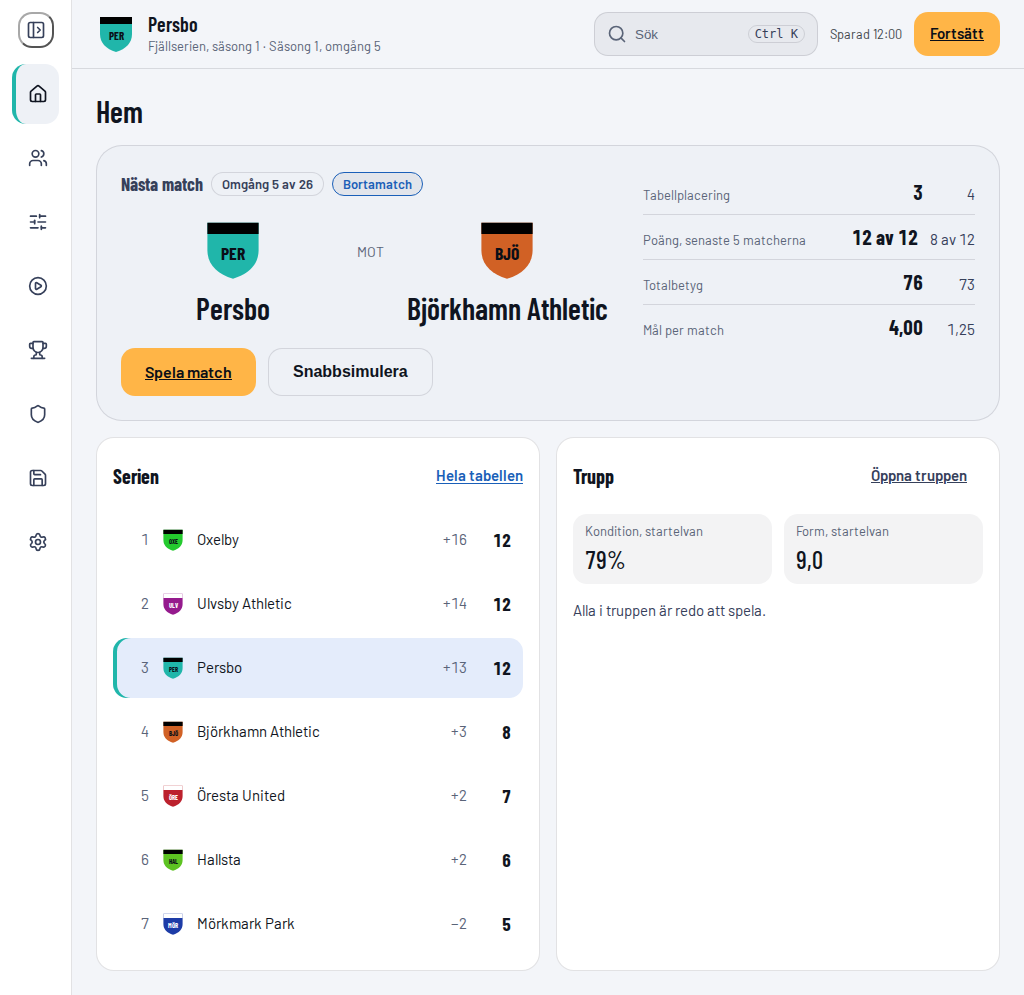 PER
Persbo
Fjällserien, säsong 1 · Säsong 1, omgång 5
Sök
Ctrl K
Sparad 12:00
Fortsätt
Hem
Nästa match
Omgång 5 av 26
Bortamatch
PER
MOT
BJÖ
Persbo
Björkhamn Athletic
Tabellplacering 3 4
Poäng, senaste 5 matcherna 12 av 12 8 av 12
Totalbetyg 76 73
Mål per match 4,00 1,25
Spela match
Snabbsimulera
Serien
Hela tabellen
1 OXE Oxelby +16 12
2 ULV Ulvsby Athletic +14 12
3 PER Persbo +13 12
4 BJÖ Björkhamn Athletic +3 8
5 ÖRE Öresta United +2 7
6 HAL Hallsta +2 6
7 MÖR Mörkmark Park −2 5
Trupp
Öppna truppen
Kondition, startelvan
79%
Form, startelvan
9,0
Alla i truppen är redo att spela.